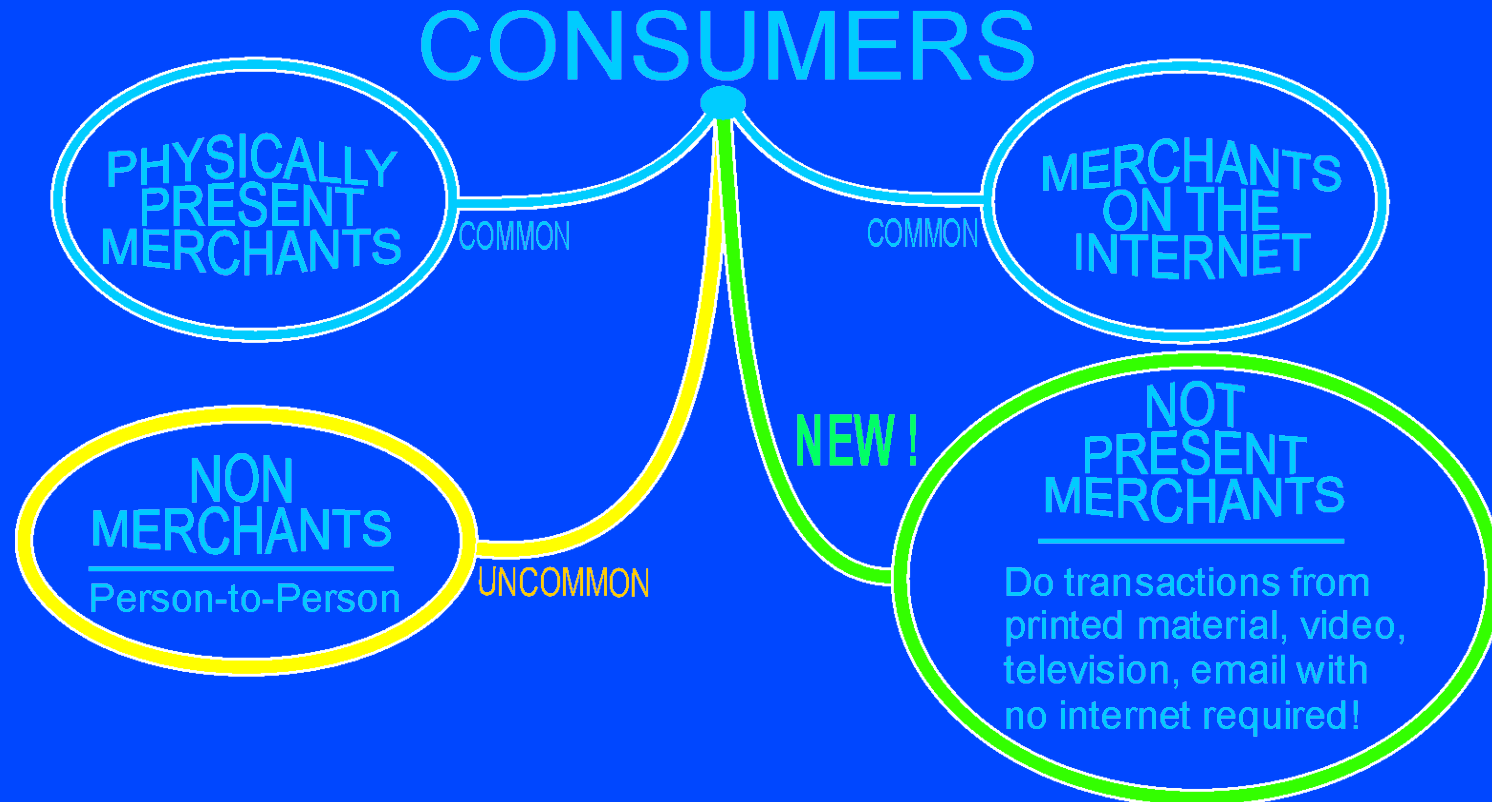 CONSUMERS
PHYSICALLY
PRESENT
MERCHANTS
COMMON
COMMON
MERCHANTS
ON THE
INTERNET
NON
MERCHANTS
Person-to-Person
UNCOMMON
NEW !
NOT
PRESENT
MERCHANTS
Do transactions from
printed material, video,
television, email with
no internet required!